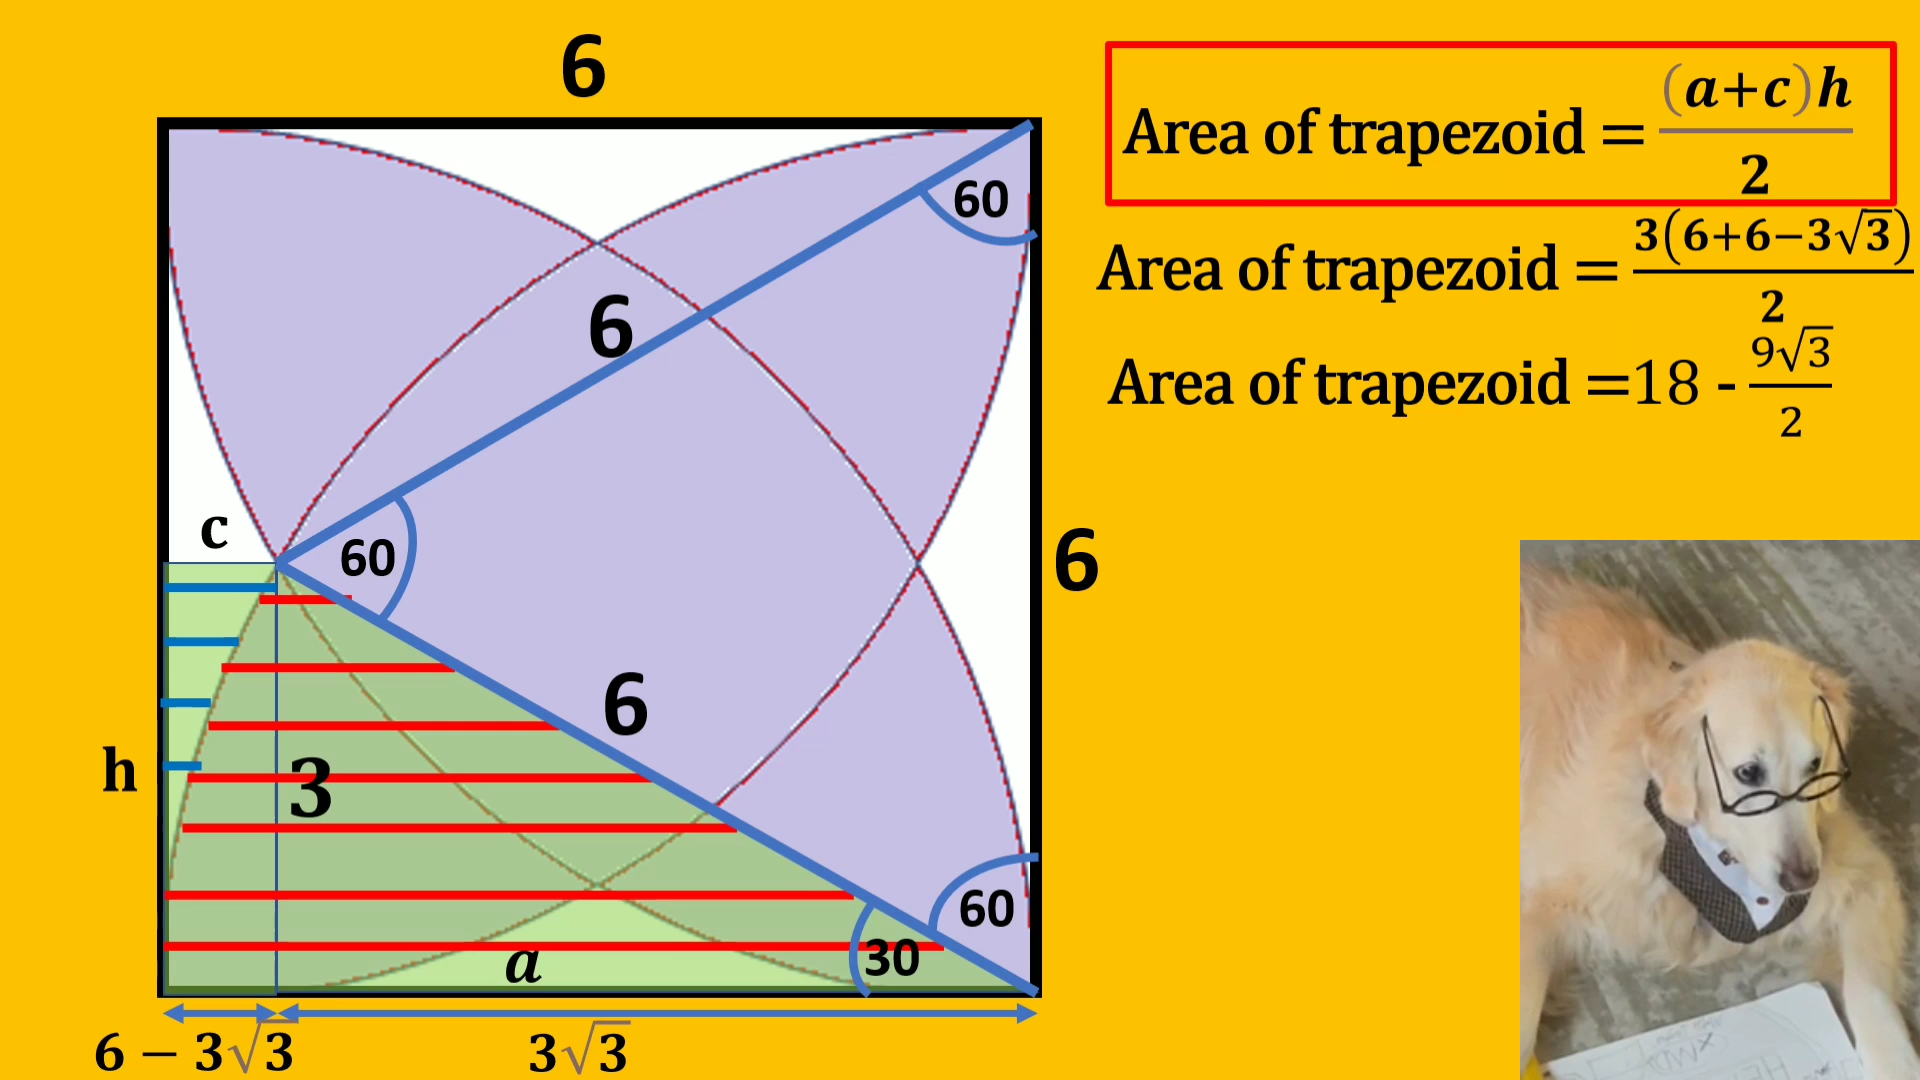 6
Area of trapezoid = (a+c)h / 2
Area of trapezoid = 3(6+6−3√3) / 2
Area of trapezoid =18 - 9√3 / 2
60
6
c
60
6
6
h
3
60
30
a
6 − 3√3
3√3